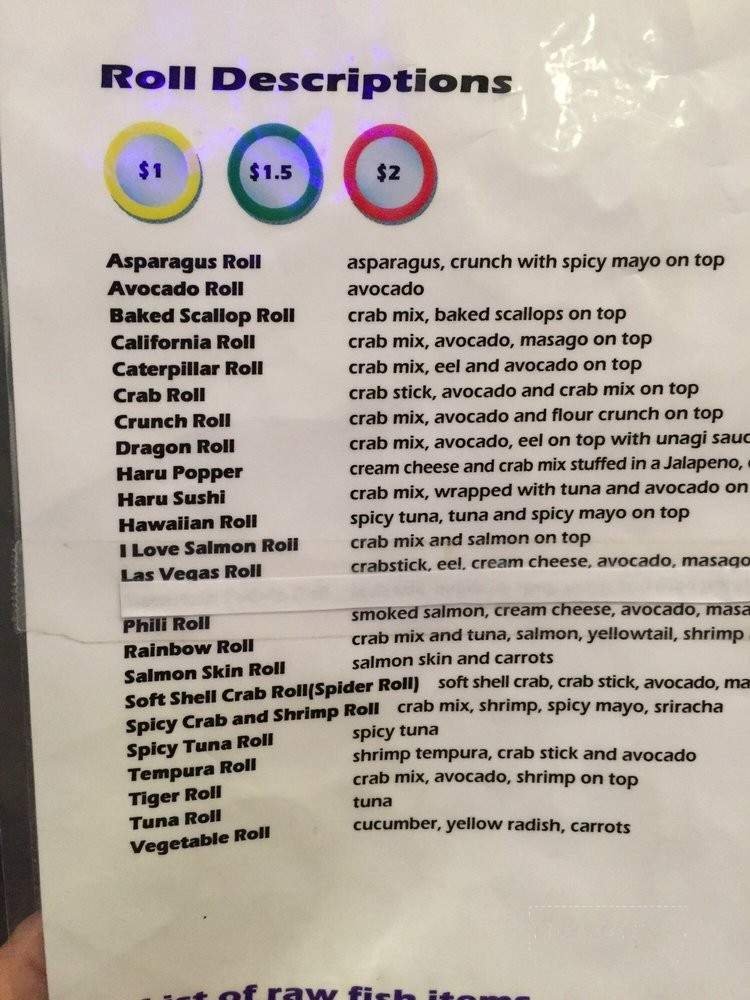 Roll Descriptions
$1 $1.5 $2
Asparagus Roll asparagus, crunch with spicy mayo on top
Avocado Roll avocado
Baked Scallop Roll crab mix, baked scallops on top
California Roll crab mix, avocado, masago on top
Caterpillar Roll crab mix, eel and avocado on top
Crab Roll crab stick, avocado and crab mix on top
Crunch Roll crab mix, avocado and flour crunch on top
Dragon Roll crab mix, avocado, eel on top with unagi sauc
Haru Popper cream cheese and crab mix stuffed in a Jalapeno,
Haru Sushi crab mix, wrapped with tuna and avocado on
Hawaiian Roll spicy tuna, tuna and spicy mayo on top
I Love Salmon Roll crab mix and salmon on top
Las Vegas Roll crabstick, eel, cream cheese, avocado, masago
Phili Roll smoked salmon, cream cheese, avocado, masa
Rainbow Roll crab mix and tuna, salmon, yellowtail, shrimp
Salmon Skin Roll salmon skin and carrots
Soft Shell Crab Roll(Spider Roll) soft shell crab, crab stick, avocado, ma
Spicy Crab and Shrimp Roll crab mix, shrimp, spicy mayo, sriracha
Spicy Tuna Roll spicy tuna
Tempura Roll shrimp tempura, crab stick and avocado
Tiger Roll crab mix, avocado, shrimp on top
Tuna Roll tuna
Vegetable Roll cucumber, yellow radish, carrots
List of raw fish items